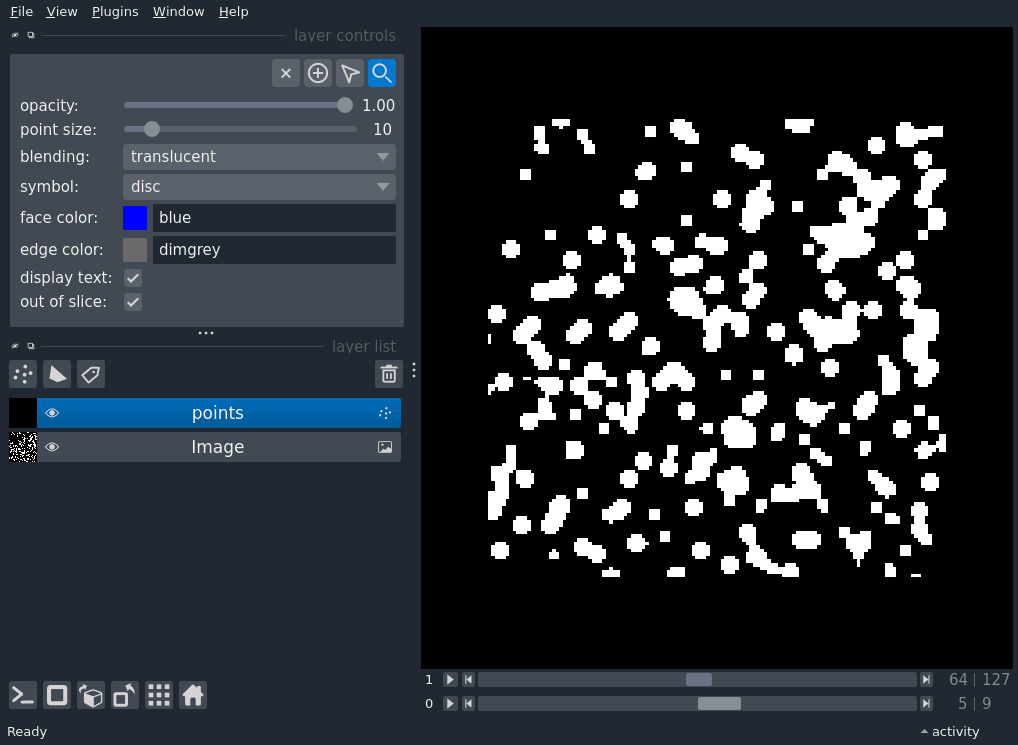 File View Plugins Window Help
layer controls
opacity: 1.00
point size: 10
blending: translucent
symbol: disc
face color: blue
edge color: dimgrey
display text:
out of slice:
layer list
points
Image
1 64 | 127
0 5 | 9
Ready activity